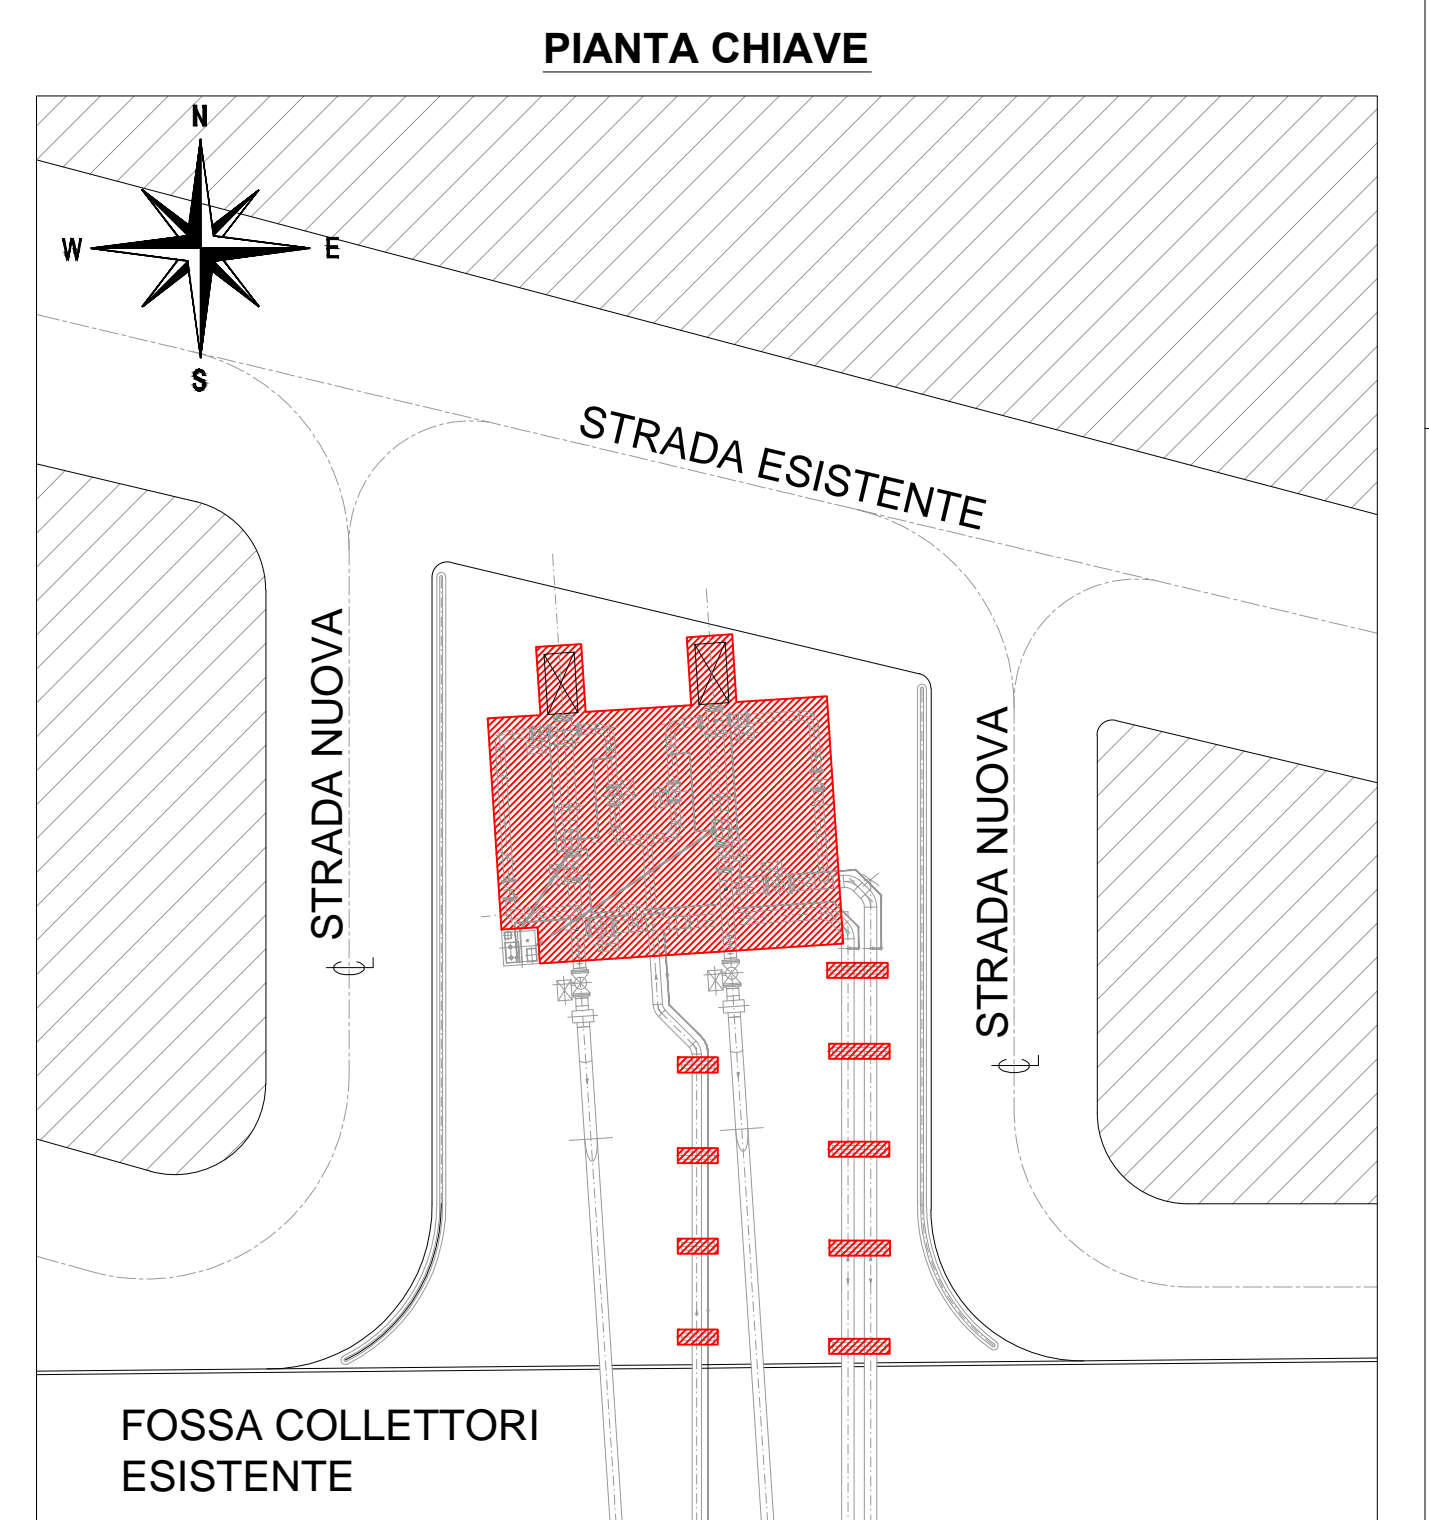 PIANTA CHIAVE
N
W
E
S
STRADA ESISTENTE
STRADA NUOVA
STRADA NUOVA
FOSSA COLLETTORI
ESISTENTE